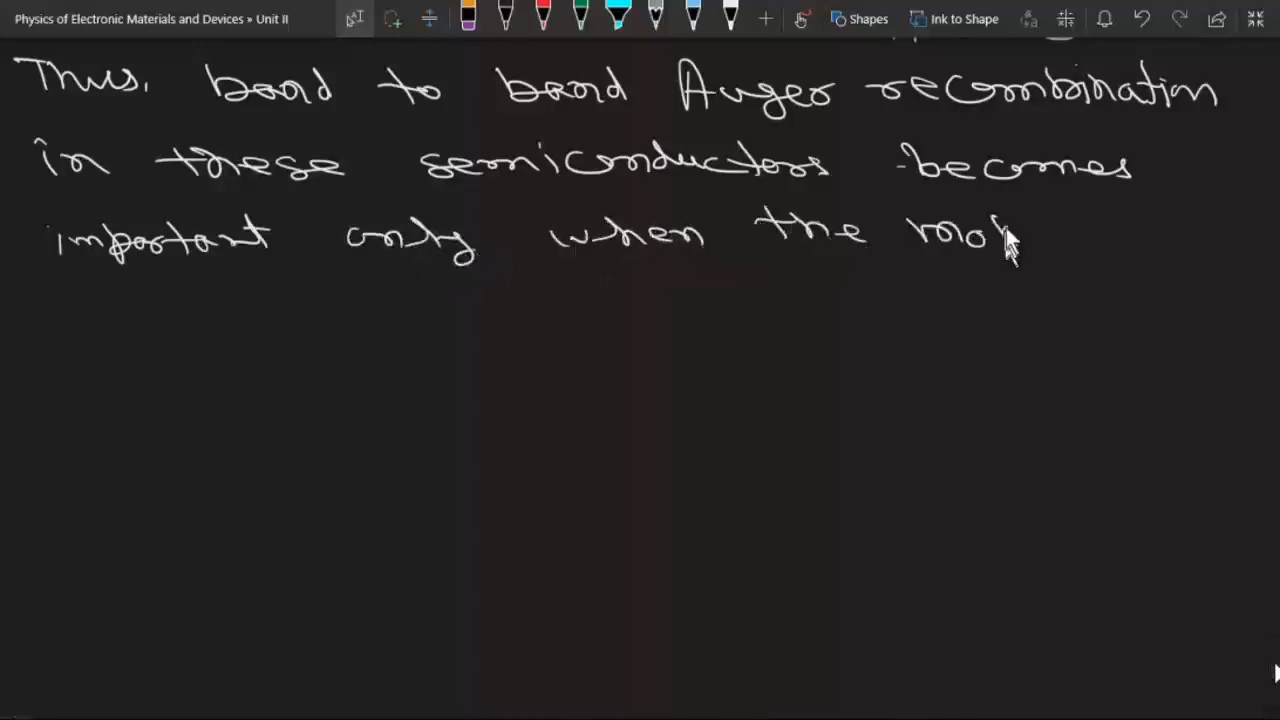 Physics of Electronic Materials and Devices » Unit II
Shapes
Ink to Shape
Thus, band to band Auger recombination
in these semiconductors becomes
important only when the